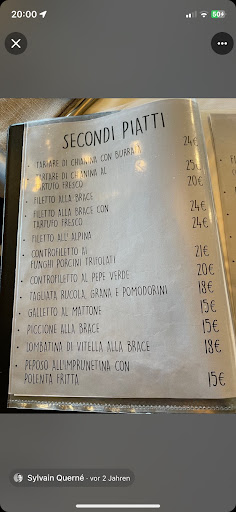 20:00
50
SECONDI PIATTI
• TARTARE DI CHIANINA CON BURRATA 24€
• TARTARE DI CHIANINA AL 25€
TARTUFO FRESCO
• FILETTO ALLA BRACE 20€
• FILETTO ALLA BRACE CON 24€
TARTUFO FRESCO
• FILETTO ALL'ALPINA 24€
• CONTROFILETTO AI 21€
FUNGHI PORCINI TRIFOLATI
• CONTROFILETTO AL PEPE VERDE 20€
• TAGLIATA RUCOLA, GRANA E POMODORINI 18€
• GALLETTO AL MATTONE 15€
• PICCIONE ALLA BRACE 15€
• LOMBATINA DI VITELLA ALLA BRACE 18€
• PEPOSO ALL'IMPRUNETINA CON
POLENTA FRITTA 15€
Sylvain Querné · vor 2 Jahren